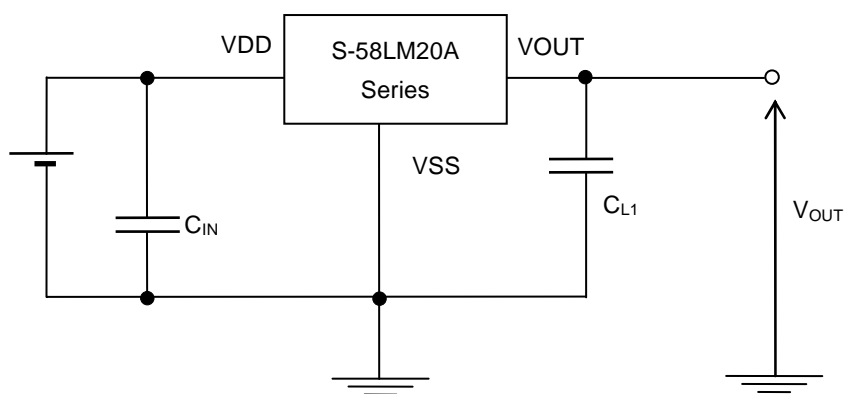 VDD
S-58LM20A
Series
VOUT
VSS
CIN
CL1
VOUT